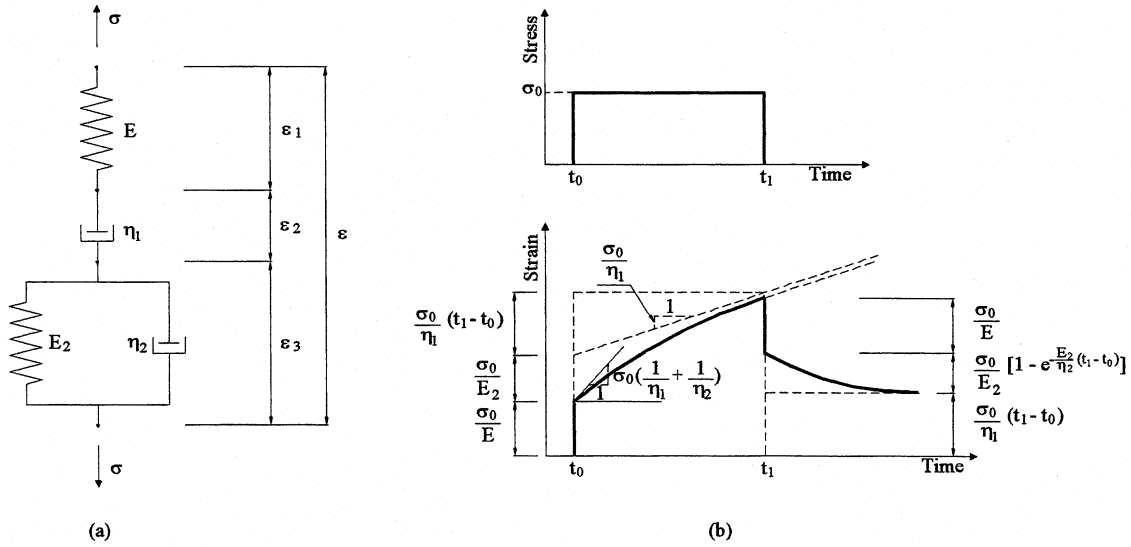 σ
E
η₁
E₂
η₂
σ
ε₁
ε₂
ε₃
ε
(a)
Stress
σ₀
t₀
t₁
Time
Strain
σ₀/η₁
1
σ₀/η₁ (t₁ - t₀)
σ₀/E₂
σ₀/E
σ₀(1/η₁ + 1/η₂)
1
σ₀/E
σ₀/E₂ [1 - e^(-E₂/η₂ (t₁ - t₀))]
σ₀/η₁ (t₁ - t₀)
t₀
t₁
Time
(b)